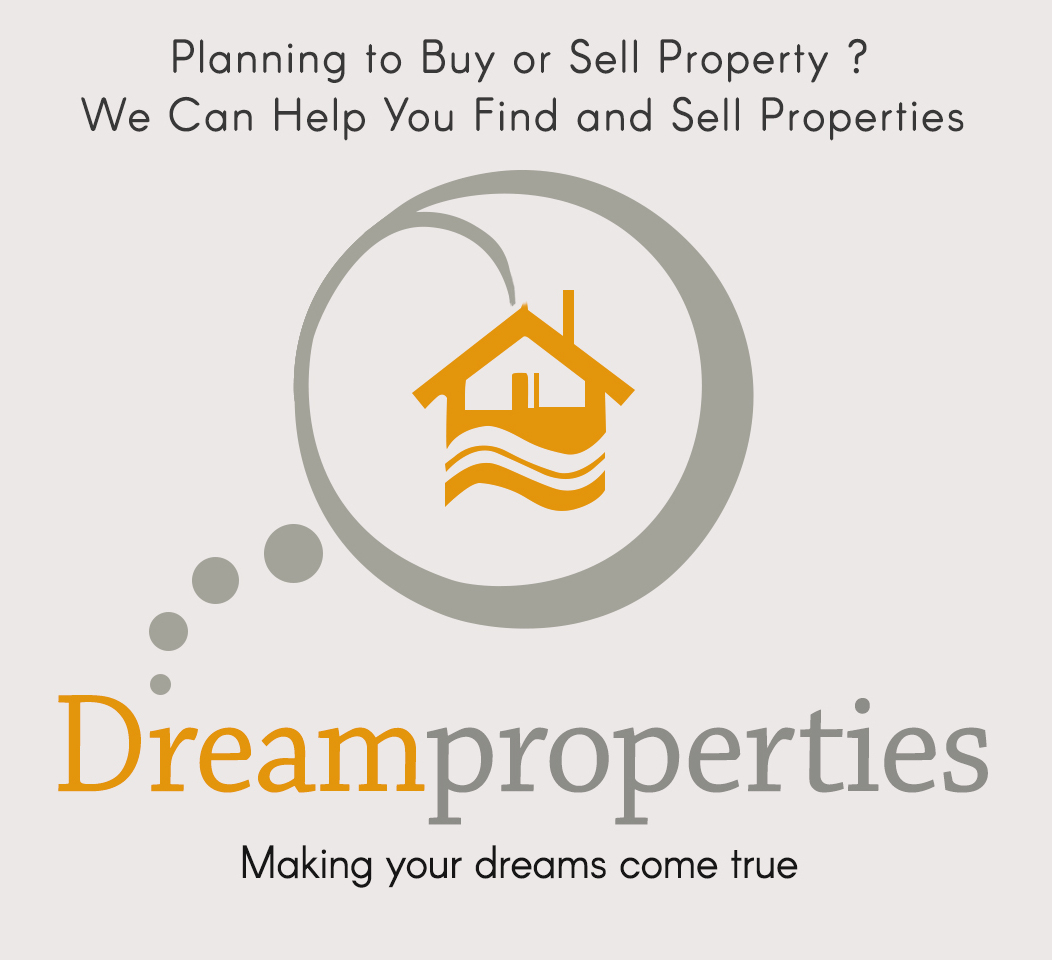 Planning to Buy or Sell Property ?
We Can Help You Find and Sell Properties
Dreamproperties
Making your dreams come true